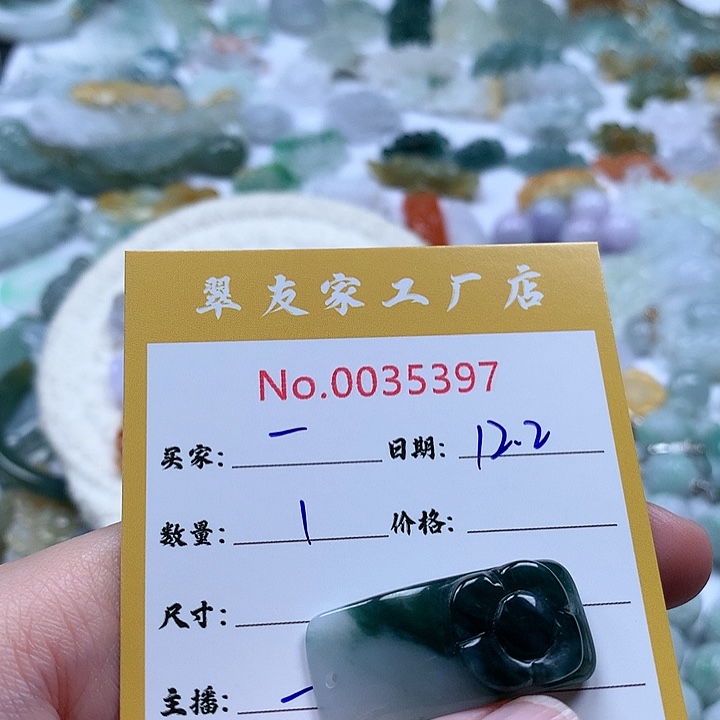 翠友家工厂店
No.0035397
买家: 一 日期: 12.2
数量: 1 价格:
尺寸:
主播: 一